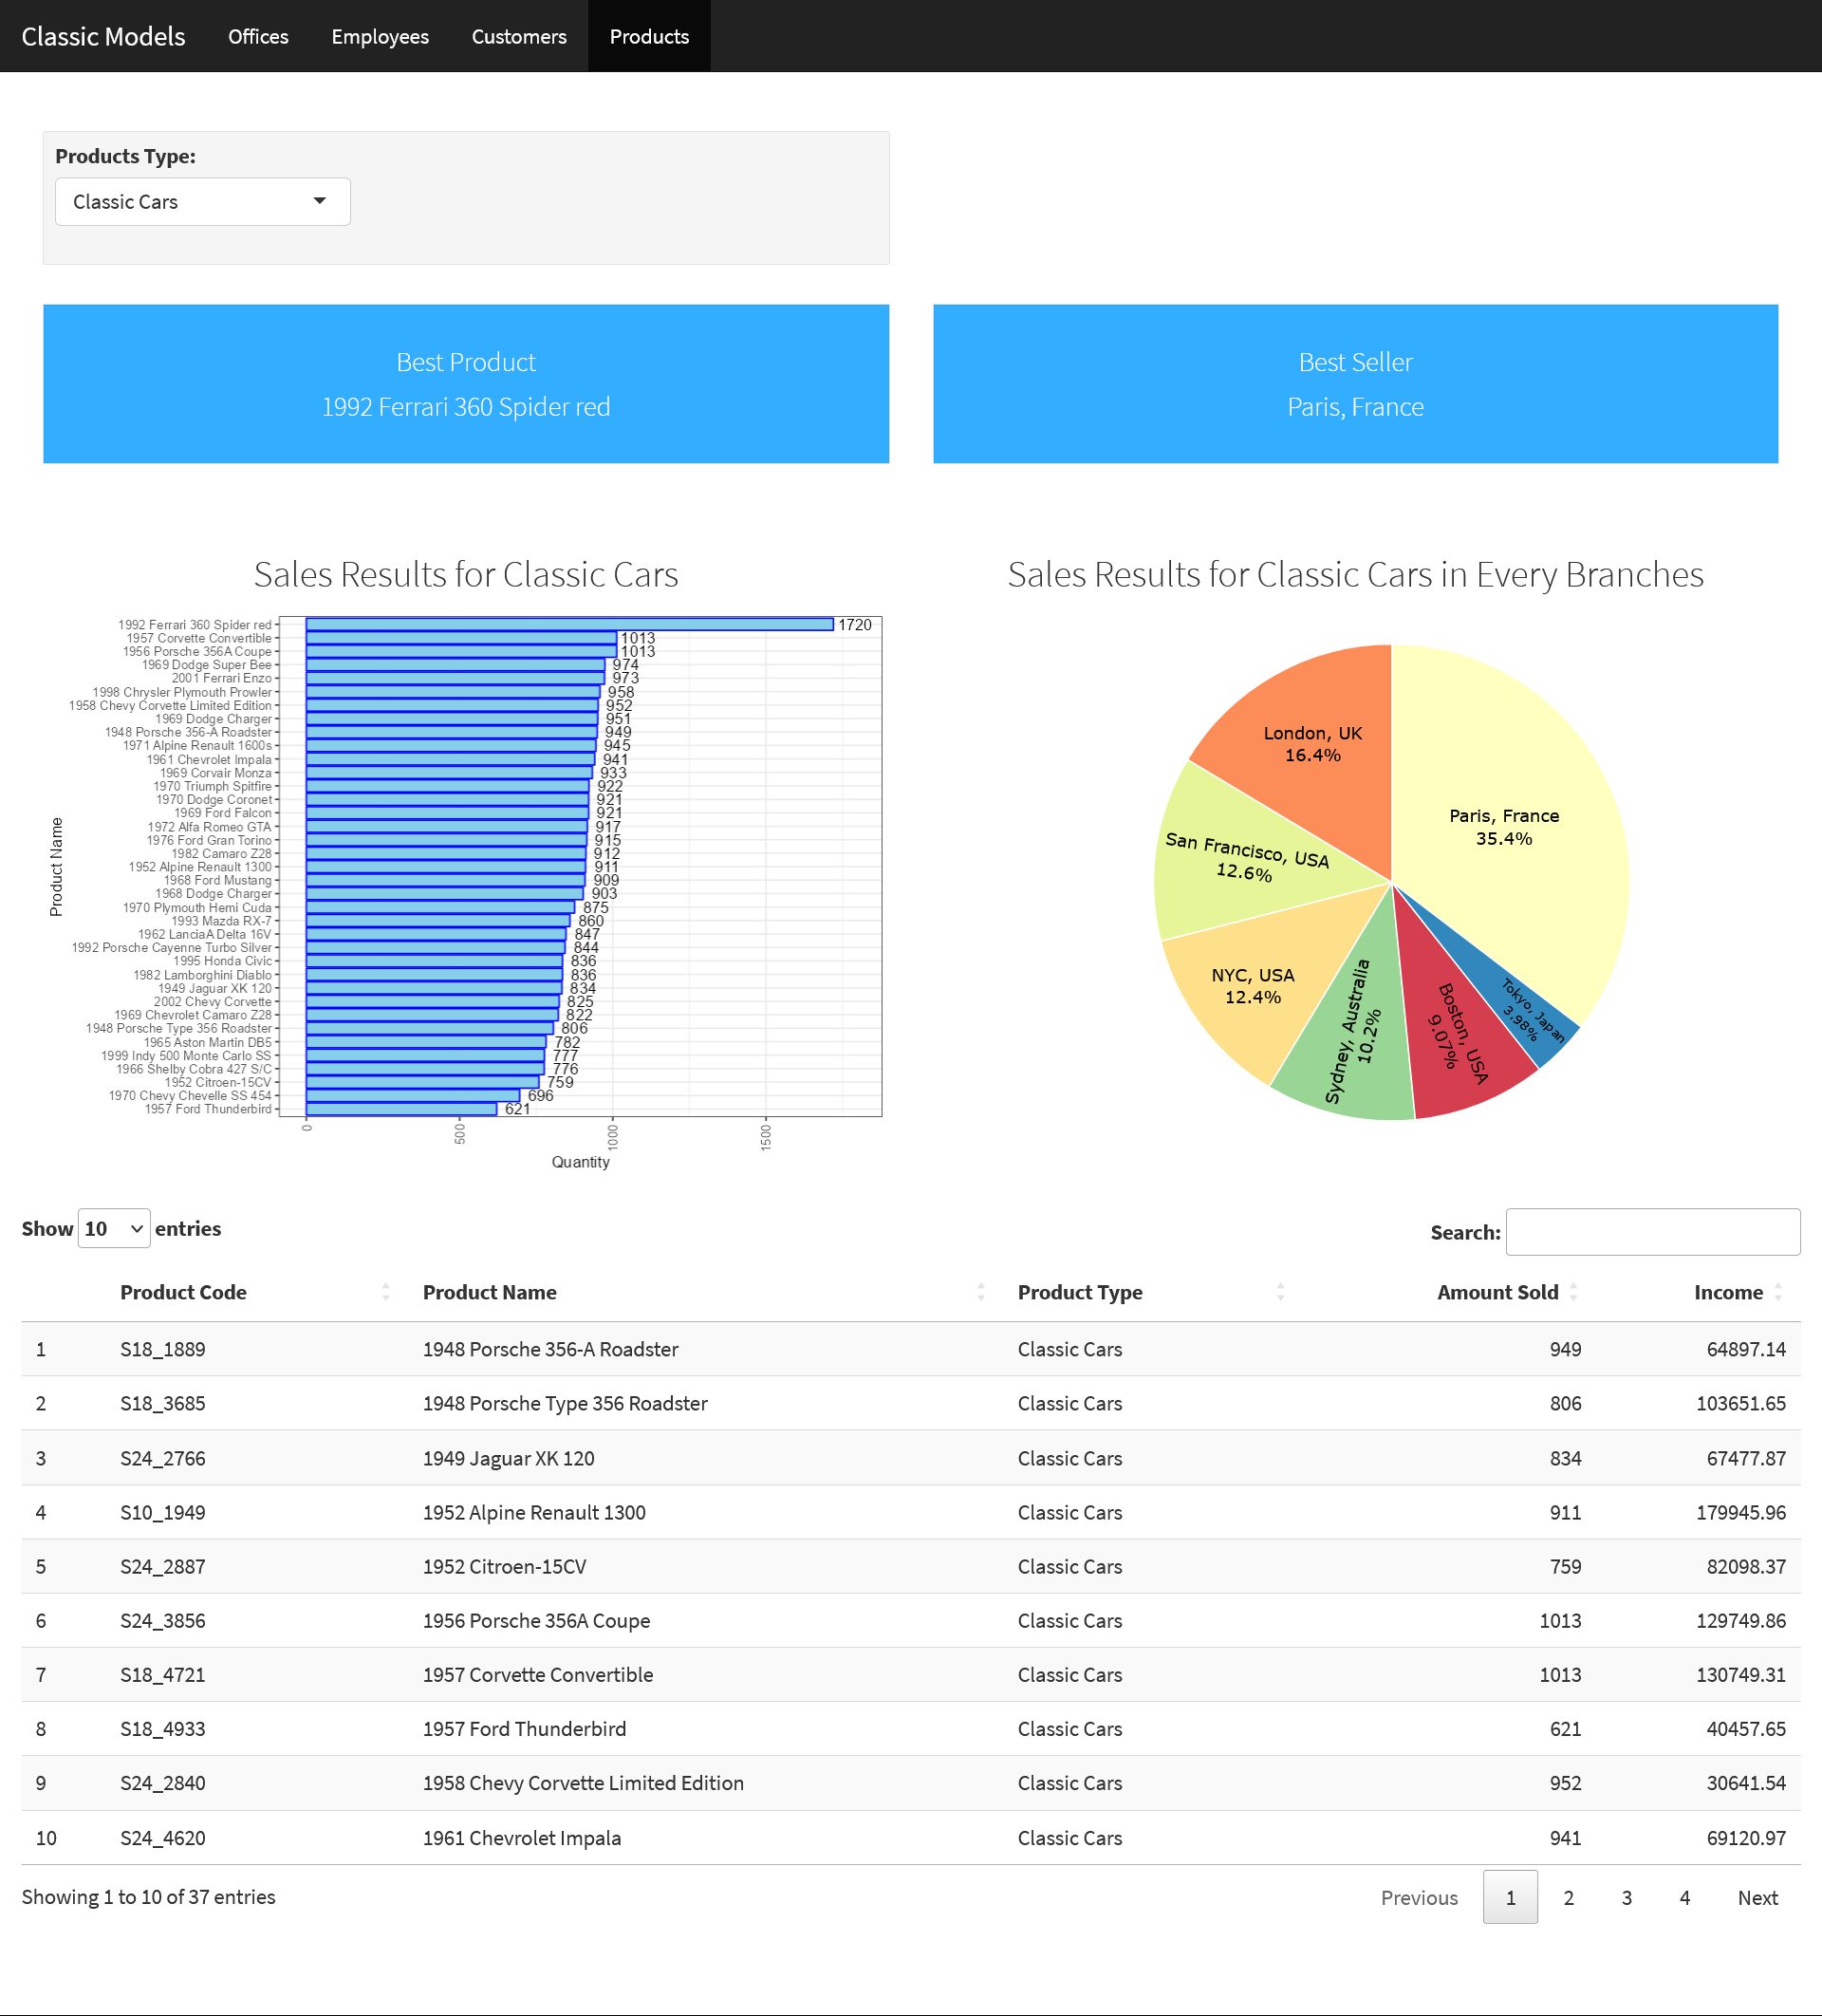 Classic Models Offices Employees Customers Products
Products Type:
Classic Cars
Best Product
1992 Ferrari 360 Spider red
Best Seller
Paris, France
Sales Results for Classic Cars
Product Name
1992 Ferrari 360 Spider red 1720
1957 Corvette Convertible 1013
1956 Porsche 356A Coupe 1013
1969 Dodge Super Bee 974
2001 Ferrari Enzo 973
1998 Chrysler Plymouth Prowler 958
1958 Chevy Corvette Limited Edition 952
1969 Dodge Charger 951
1948 Porsche 356-A Roadster 949
1971 Alpine Renault 1600s 945
1961 Chevrolet Impala 941
1969 Corvair Monza 933
1970 Triumph Spitfire 922
1970 Dodge Coronet 921
1969 Ford Falcon 921
1972 Alfa Romeo GTA 917
1976 Ford Gran Torino 915
1982 Camaro Z28 912
1952 Alpine Renault 1300 911
1968 Ford Mustang 909
1968 Dodge Charger 903
1970 Plymouth Hemi Cuda 875
1993 Mazda RX-7 860
1962 LanciaA Delta 16V 847
1992 Porsche Cayenne Turbo Silver 844
1995 Honda Civic 836
1982 Lamborghini Diablo 836
1949 Jaguar XK 120 834
2002 Chevy Corvette 825
1969 Chevrolet Camaro Z28 822
1948 Porsche Type 356 Roadster 806
1965 Aston Martin DB5 782
1999 Indy 500 Monte Carlo SS 777
1966 Shelby Cobra 427 S/C 776
1952 Citroen-15CV 759
1970 Chevy Chevelle SS 454 696
1957 Ford Thunderbird 621
0 500 1000 1500
Quantity
Sales Results for Classic Cars in Every Branches
London, UK
16.4%
Paris, France
35.4%
San Francisco, USA
12.6%
NYC, USA
12.4%
Sydney, Australia
10.2%
Boston, USA
9.07%
Tokyo, Japan
3.98%
Show 10 entries
Search:
Product Code Product Name Product Type Amount Sold Income
1 S18_1889 1948 Porsche 356-A Roadster Classic Cars 949 64897.14
2 S18_3685 1948 Porsche Type 356 Roadster Classic Cars 806 103651.65
3 S24_2766 1949 Jaguar XK 120 Classic Cars 834 67477.87
4 S10_1949 1952 Alpine Renault 1300 Classic Cars 911 179945.96
5 S24_2887 1952 Citroen-15CV Classic Cars 759 82098.37
6 S24_3856 1956 Porsche 356A Coupe Classic Cars 1013 129749.86
7 S18_4721 1957 Corvette Convertible Classic Cars 1013 130749.31
8 S18_4933 1957 Ford Thunderbird Classic Cars 621 40457.65
9 S24_2840 1958 Chevy Corvette Limited Edition Classic Cars 952 30641.54
10 S24_4620 1961 Chevrolet Impala Classic Cars 941 69120.97
Showing 1 to 10 of 37 entries
Previous 1 2 3 4 Next